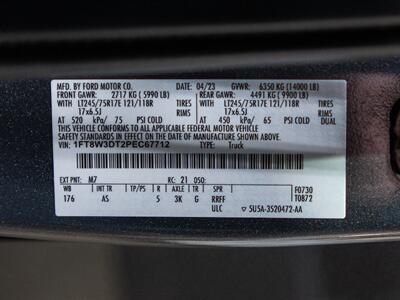 MFD. BY FORD MOTOR CO. 04/23 GVWR: 6350 KG (14000 LB)
FRONT GAWR: 2717 KG ( 5990 LB) REAR GAWR: 4491 KG ( 9900 LB)
WITH LT245/75R17E 121/118R TIRES WITH LT245/75R17E 121/118R TIRES
17x6.5J RIMS 17x6.5J RIMS
AT 520 kPa/ 75 PSI COLD AT 450 kPa/ 65 PSI COLD DUAL
THIS VEHICLE CONFORMS TO ALL APPLICABLE FEDERAL MOTOR VEHICLE
SAFETY STANDARDS IN EFFECT ON THE DATE OF MANUFACTURE SHOWN ABOVE.
VIN: 1FT8W3DT2PEC67712 TYPE: Truck
EXT PNT: M7 RC: 21 DSO: F0730
WB INT TR TP/PS R AXLE TR SPR T0872
176 AS 5 3K G RRFF
ULC ▽ 5U5A-3520472-AA